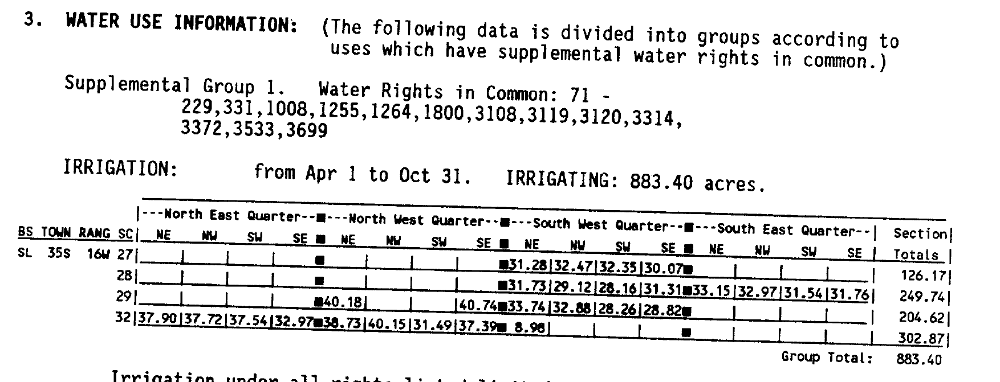 3. WATER USE INFORMATION: (The following data is divided into groups according to
uses which have supplemental water rights in common.)
Supplemental Group 1. Water Rights in Common: 71 -
229,331,1008,1255,1264,1800,3108,3119,3120,3314,
3372,3533,3699
IRRIGATION: from Apr 1 to Oct 31. IRRIGATING: 883.40 acres.
|---North East Quarter--■---North West Quarter--■---South West Quarter--■---South East Quarter--| Section|
BS TOWN RANG SC| NE NW SW SE ■ NE NW SW SE ■ NE NW SW SE ■ NE NW SW SE | Totals |
SL 35S 16W 27| | | | ■ | | | ■31.28|32.47|32.35|30.07■ | | | | 126.17|
28| | | | ■ | | | ■31.73|29.12|28.16|31.31■33.15|32.97|31.54|31.76| 249.74|
29| | | | ■40.18| | |40.74■33.74|32.88|28.26|28.82■ | | | | 204.62|
32|37.90|37.72|37.54|32.97■38.73|40.15|31.49|37.39■ 8.98| | | ■ | | | | 302.87|
Group Total: 883.40
Irrigation under all rights